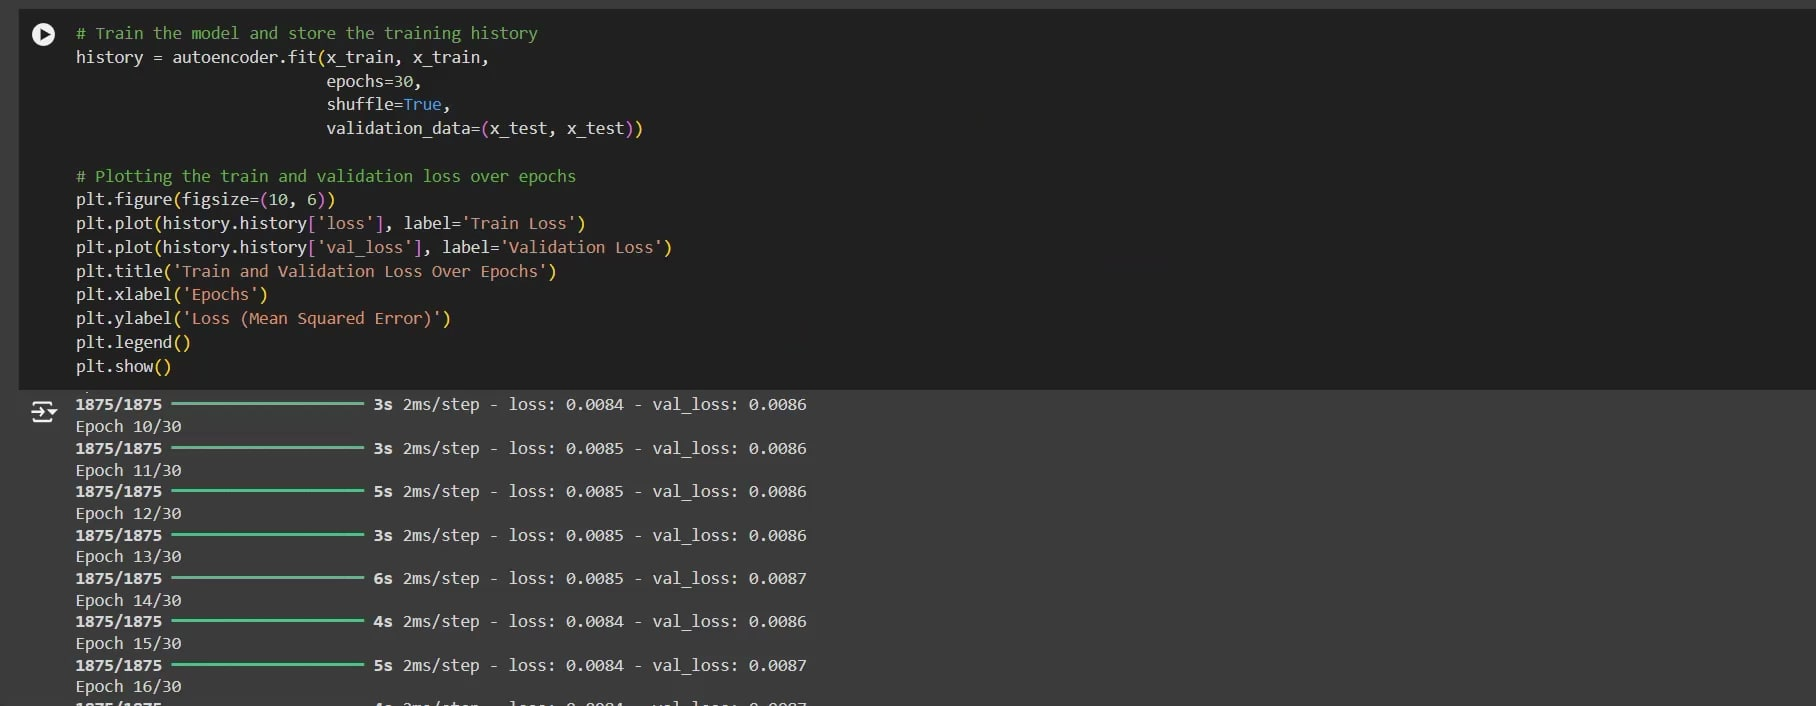 # Train the model and store the training history
history = autoencoder.fit(x_train, x_train,
epochs=30,
shuffle=True,
validation_data=(x_test, x_test))
# Plotting the train and validation loss over epochs
plt.figure(figsize=(10, 6))
plt.plot(history.history['loss'], label='Train Loss')
plt.plot(history.history['val_loss'], label='Validation Loss')
plt.title('Train and Validation Loss Over Epochs')
plt.xlabel('Epochs')
plt.ylabel('Loss (Mean Squared Error)')
plt.legend()
plt.show()
1875/1875 3s 2ms/step - loss: 0.0084 - val_loss: 0.0086
Epoch 10/30
1875/1875 3s 2ms/step - loss: 0.0085 - val_loss: 0.0086
Epoch 11/30
1875/1875 5s 2ms/step - loss: 0.0085 - val_loss: 0.0086
Epoch 12/30
1875/1875 3s 2ms/step - loss: 0.0085 - val_loss: 0.0086
Epoch 13/30
1875/1875 6s 2ms/step - loss: 0.0085 - val_loss: 0.0087
Epoch 14/30
1875/1875 4s 2ms/step - loss: 0.0084 - val_loss: 0.0086
Epoch 15/30
1875/1875 5s 2ms/step - loss: 0.0084 - val_loss: 0.0087
Epoch 16/30